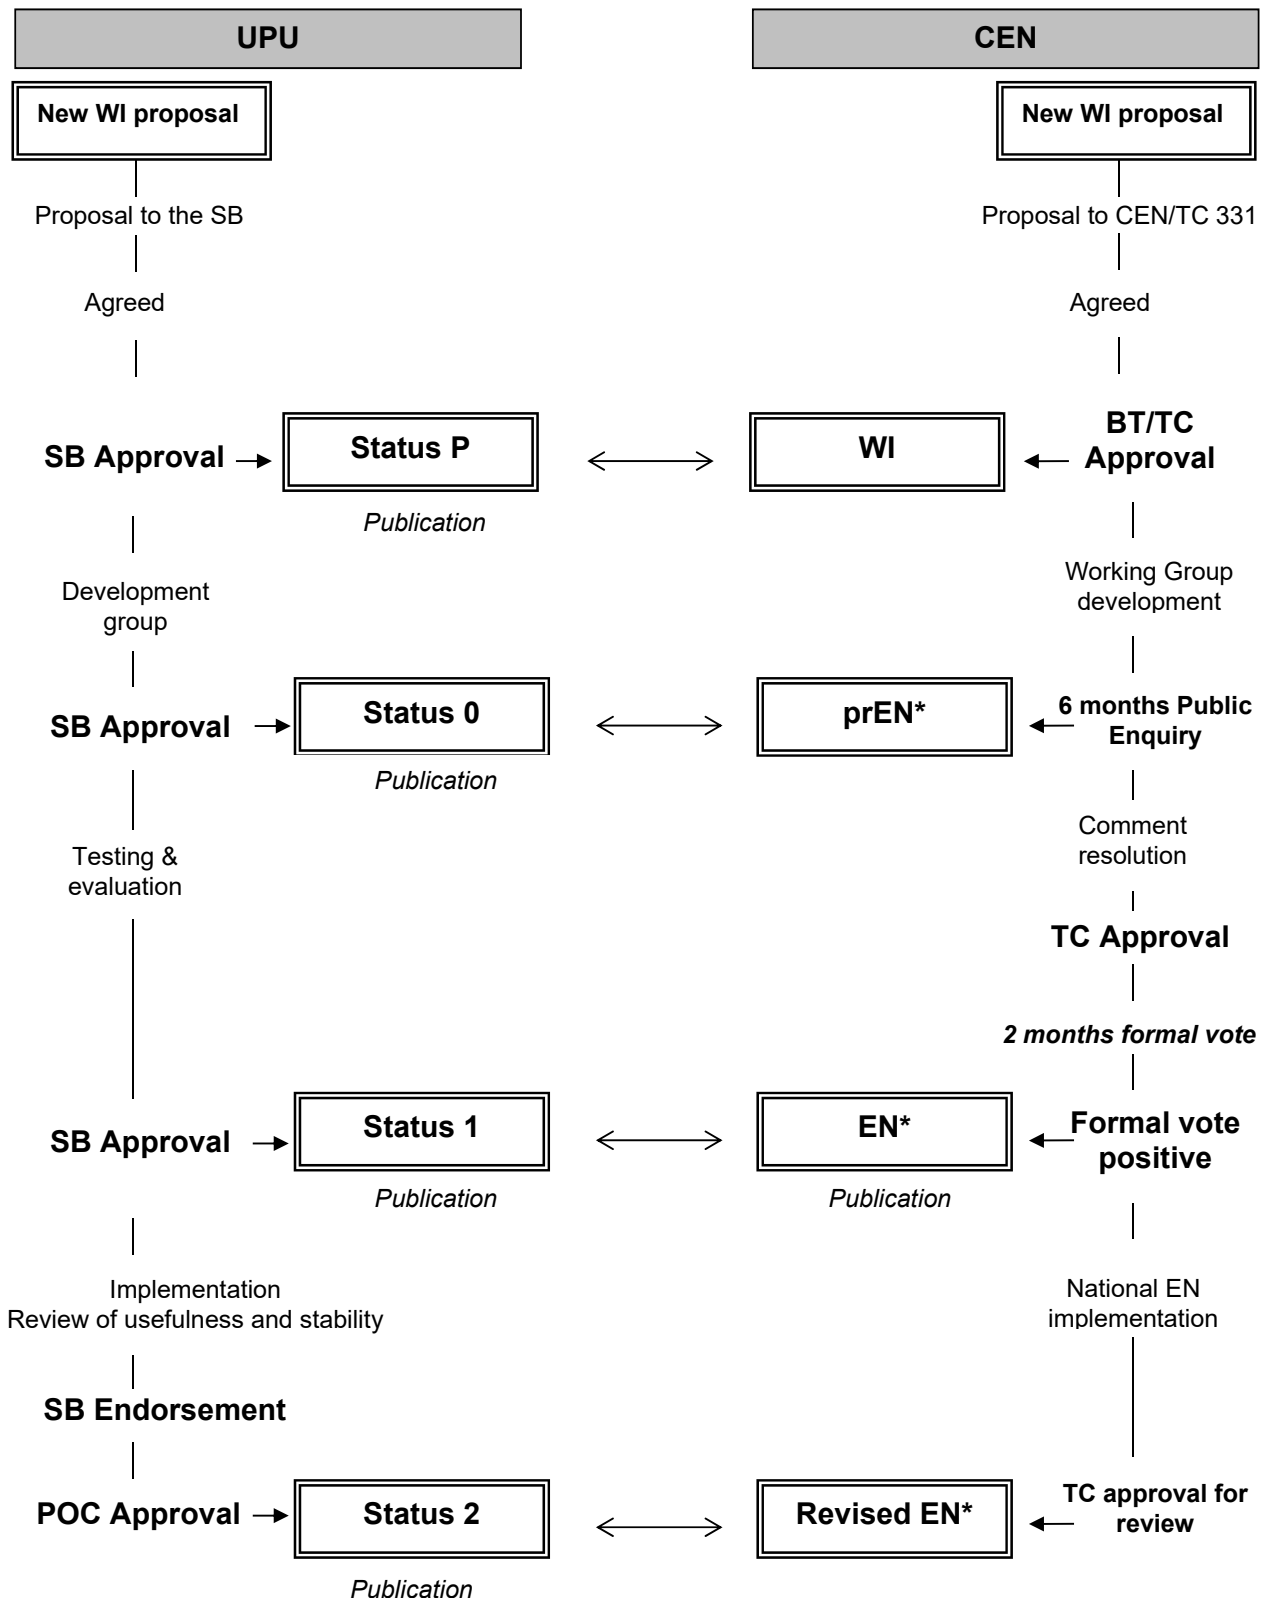 UPU
CEN
New WI proposal
New WI proposal
Proposal to the SB
Proposal to CEN/TC 331
Agreed
Agreed
SB Approval
Status P
WI
BT/TC
Approval
Publication
Development
group
Working Group
development
SB Approval
Status 0
prEN*
6 months Public
Enquiry
Publication
Testing &
evaluation
Comment
resolution
TC Approval
2 months formal vote
SB Approval
Status 1
EN*
Formal vote
positive
Publication
Publication
Implementation
Review of usefulness and stability
National EN
implementation
SB Endorsement
POC Approval
Status 2
Revised EN*
TC approval for
review
Publication